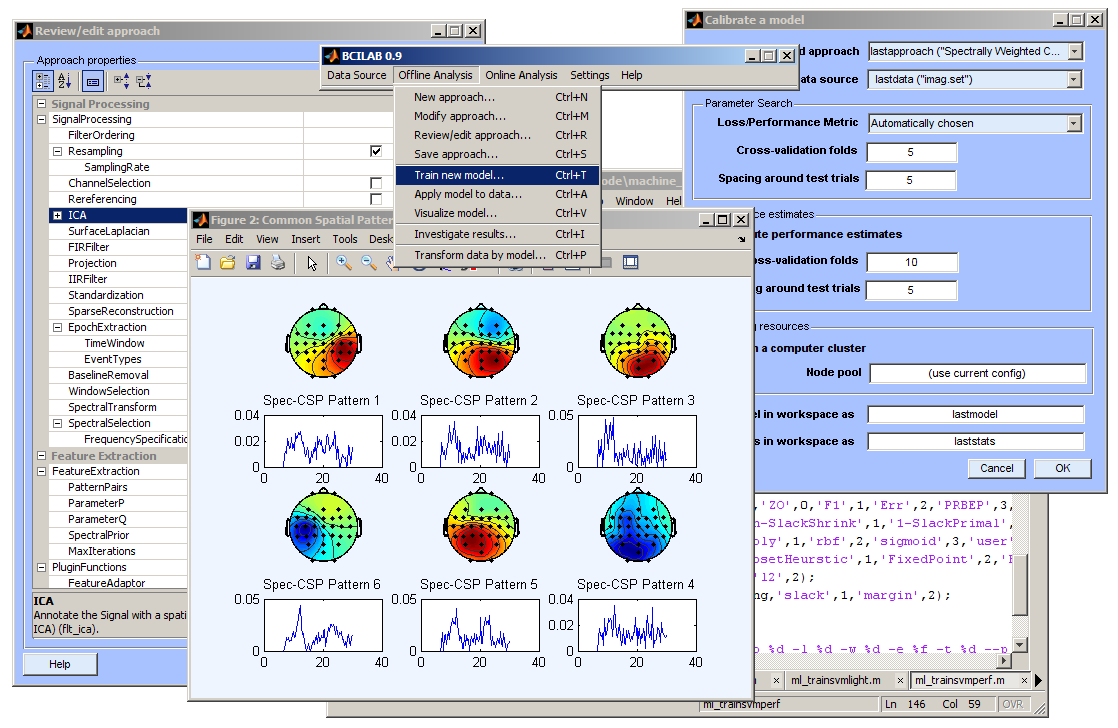 Review/edit approach
Approach properties
Signal Processing
SignalProcessing
FilterOrdering
Resampling
SamplingRate
ChannelSelection
Rereferencing
ICA
SurfaceLaplacian
FIRFilter
Projection
IIRFilter
Standardization
SparseReconstruction
EpochExtraction
TimeWindow
EventTypes
BaselineRemoval
WindowSelection
SpectralTransform
SpectralSelection
FrequencySpecificatio
Feature Extraction
FeatureExtraction
PatternPairs
ParameterP
ParameterQ
SpectralPrior
MaxIterations
PluginFunctions
FeatureAdaptor
ICA
Annotate the Signal with a spati
ICA) (flt_ica).
Help
BCILAB 0.9
Data Source Offline Analysis Online Analysis Settings Help
New approach... Ctrl+N
Modify approach... Ctrl+M
Review/edit approach... Ctrl+R
Save approach... Ctrl+S
Train new model... Ctrl+T
Apply model to data... Ctrl+A
Visualize model... Ctrl+V
Investigate results... Ctrl+I
Transform data by model... Ctrl+P
ode\machine_
Window Hel
Figure 2: Common Spatial Patter
File Edit View Insert Tools Desk
Spec-CSP Pattern 1 Spec-CSP Pattern 2 Spec-CSP Pattern 3
0.04 0.04 0.05
0.02 0.02
0 0 0
0 20 40 0 20 40 0 20 40
Spec-CSP Pattern 6 Spec-CSP Pattern 5 Spec-CSP Pattern 4
0.05 0.05 0.04
0.02
0 0 0
0 20 40 0 20 40 0 20 40
Calibrate a model
d approach lastapproach ("Spectrally Weighted C...
ata source lastdata ("imag.set")
Parameter Search
Loss/Performance Metric Automatically chosen
Cross-validation folds 5
Spacing around test trials 5
ce estimates
ute performance estimates
oss-validation folds 10
ng around test trials 5
g resources
n a computer cluster
Node pool (use current config)
el in workspace as lastmodel
s in workspace as laststats
Cancel OK
,'ZO',0,'F1',1,'Err',2,'PRBEP',3,
n-SlackShrink',1,'1-SlackPrimal',
oly',1,'rbf',2,'sigmoid',3,'user'
osetHeurstic',1,'FixedPoint',2,'
'12',2);
ng,'slack',1,'margin',2);
%d -l %d -w %d -e %f -t %d --p
ml_trainsvmlight.m ml_trainsvmperf.m
ml_trainsvmperf Ln 146 Col 59 OVR